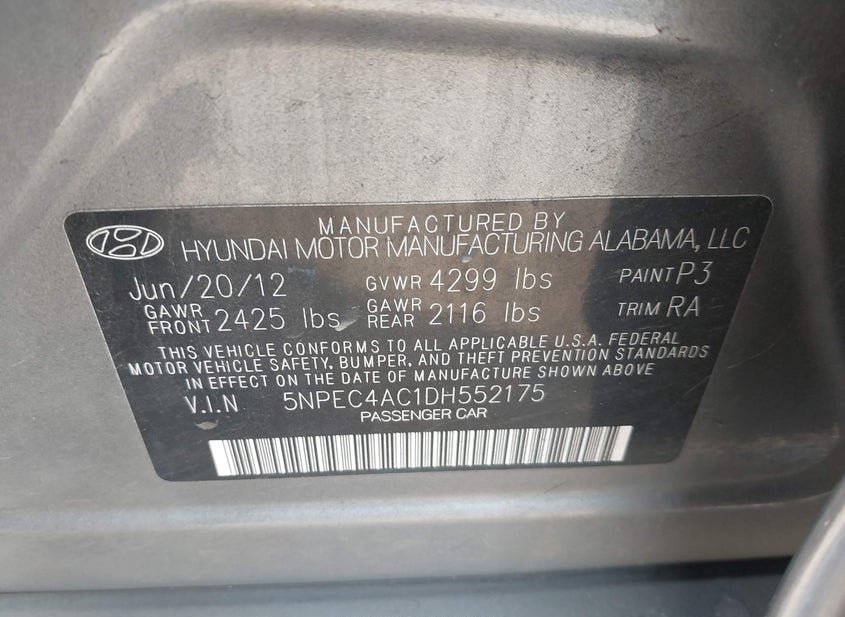 MANUFACTURED BY
HYUNDAI MOTOR MANUFACTURING ALABAMA, LLC
Jun/20/12 GVWR 4299 lbs PAINT P3
GAWR FRONT 2425 lbs GAWR REAR 2116 lbs TRIM RA
THIS VEHICLE CONFORMS TO ALL APPLICABLE U.S.A. FEDERAL
MOTOR VEHICLE SAFETY, BUMPER, AND THEFT PREVENTION STANDARDS
IN EFFECT ON THE DATE OF MANUFACTURE SHOWN ABOVE
V.I.N 5NPEC4AC1DH552175
PASSENGER CAR